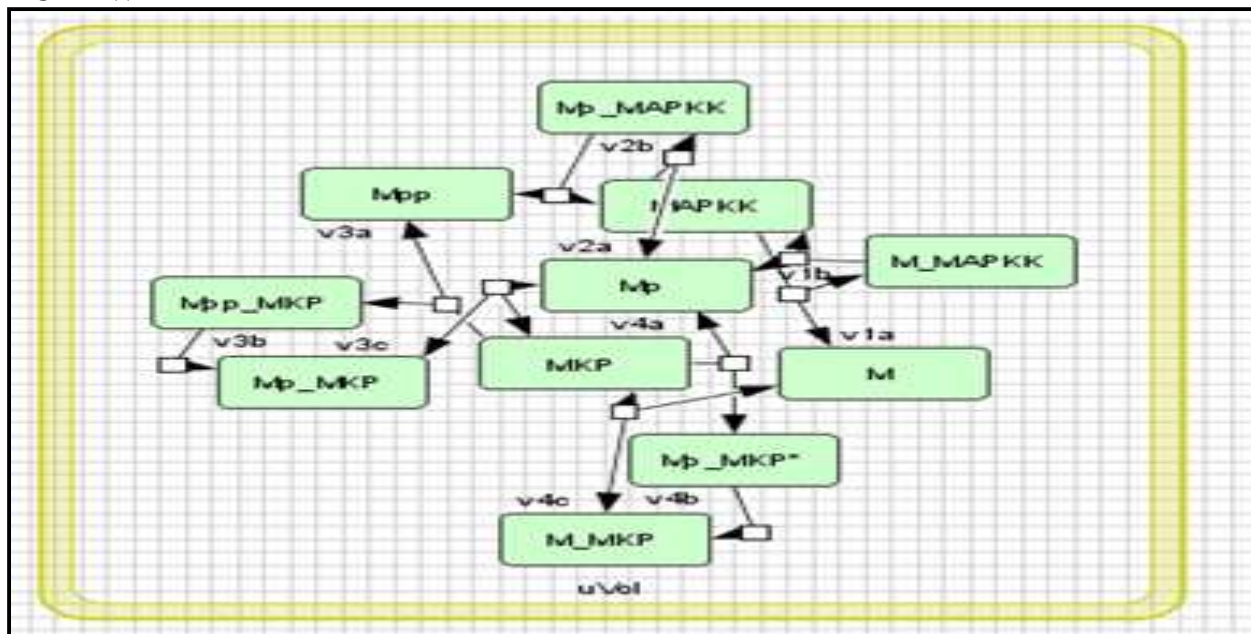 Mp_MAPKK
v2b
Mpp
MAPKK
v3a
v2a
M_MAPKK
v1b
Mp
Mpp_MKP
v4a
v3b
v3c
v1a
MKP
M
Mp_MKP
Mp_MKP*
v4c
v4b
M_MKP
uVol